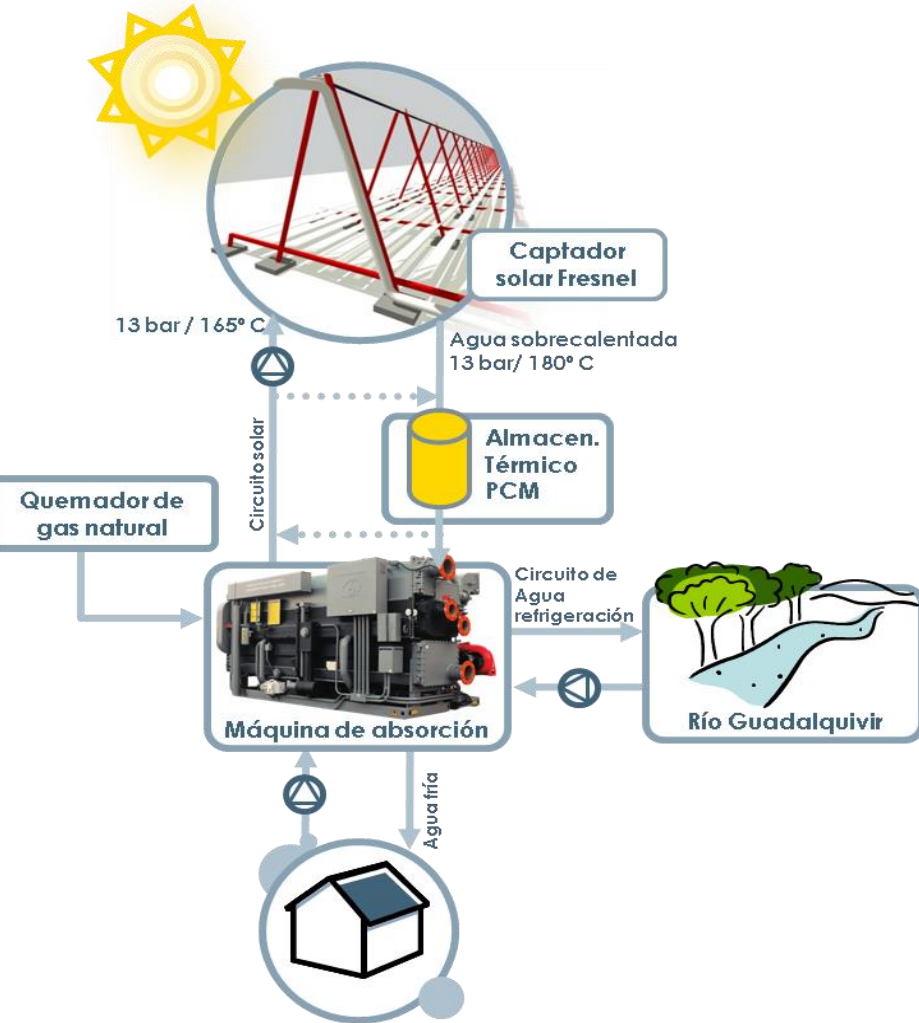 Captador
solar Fresnel
13 bar / 165º C
Agua sobrecalentada
13 bar/ 180º C
Circuito solar
Almacen.
Térmico
PCM
Quemador de
gas natural
Circuito de
Agua
refrigeración
Máquina de absorción
Río Guadalquivir
Agua fría